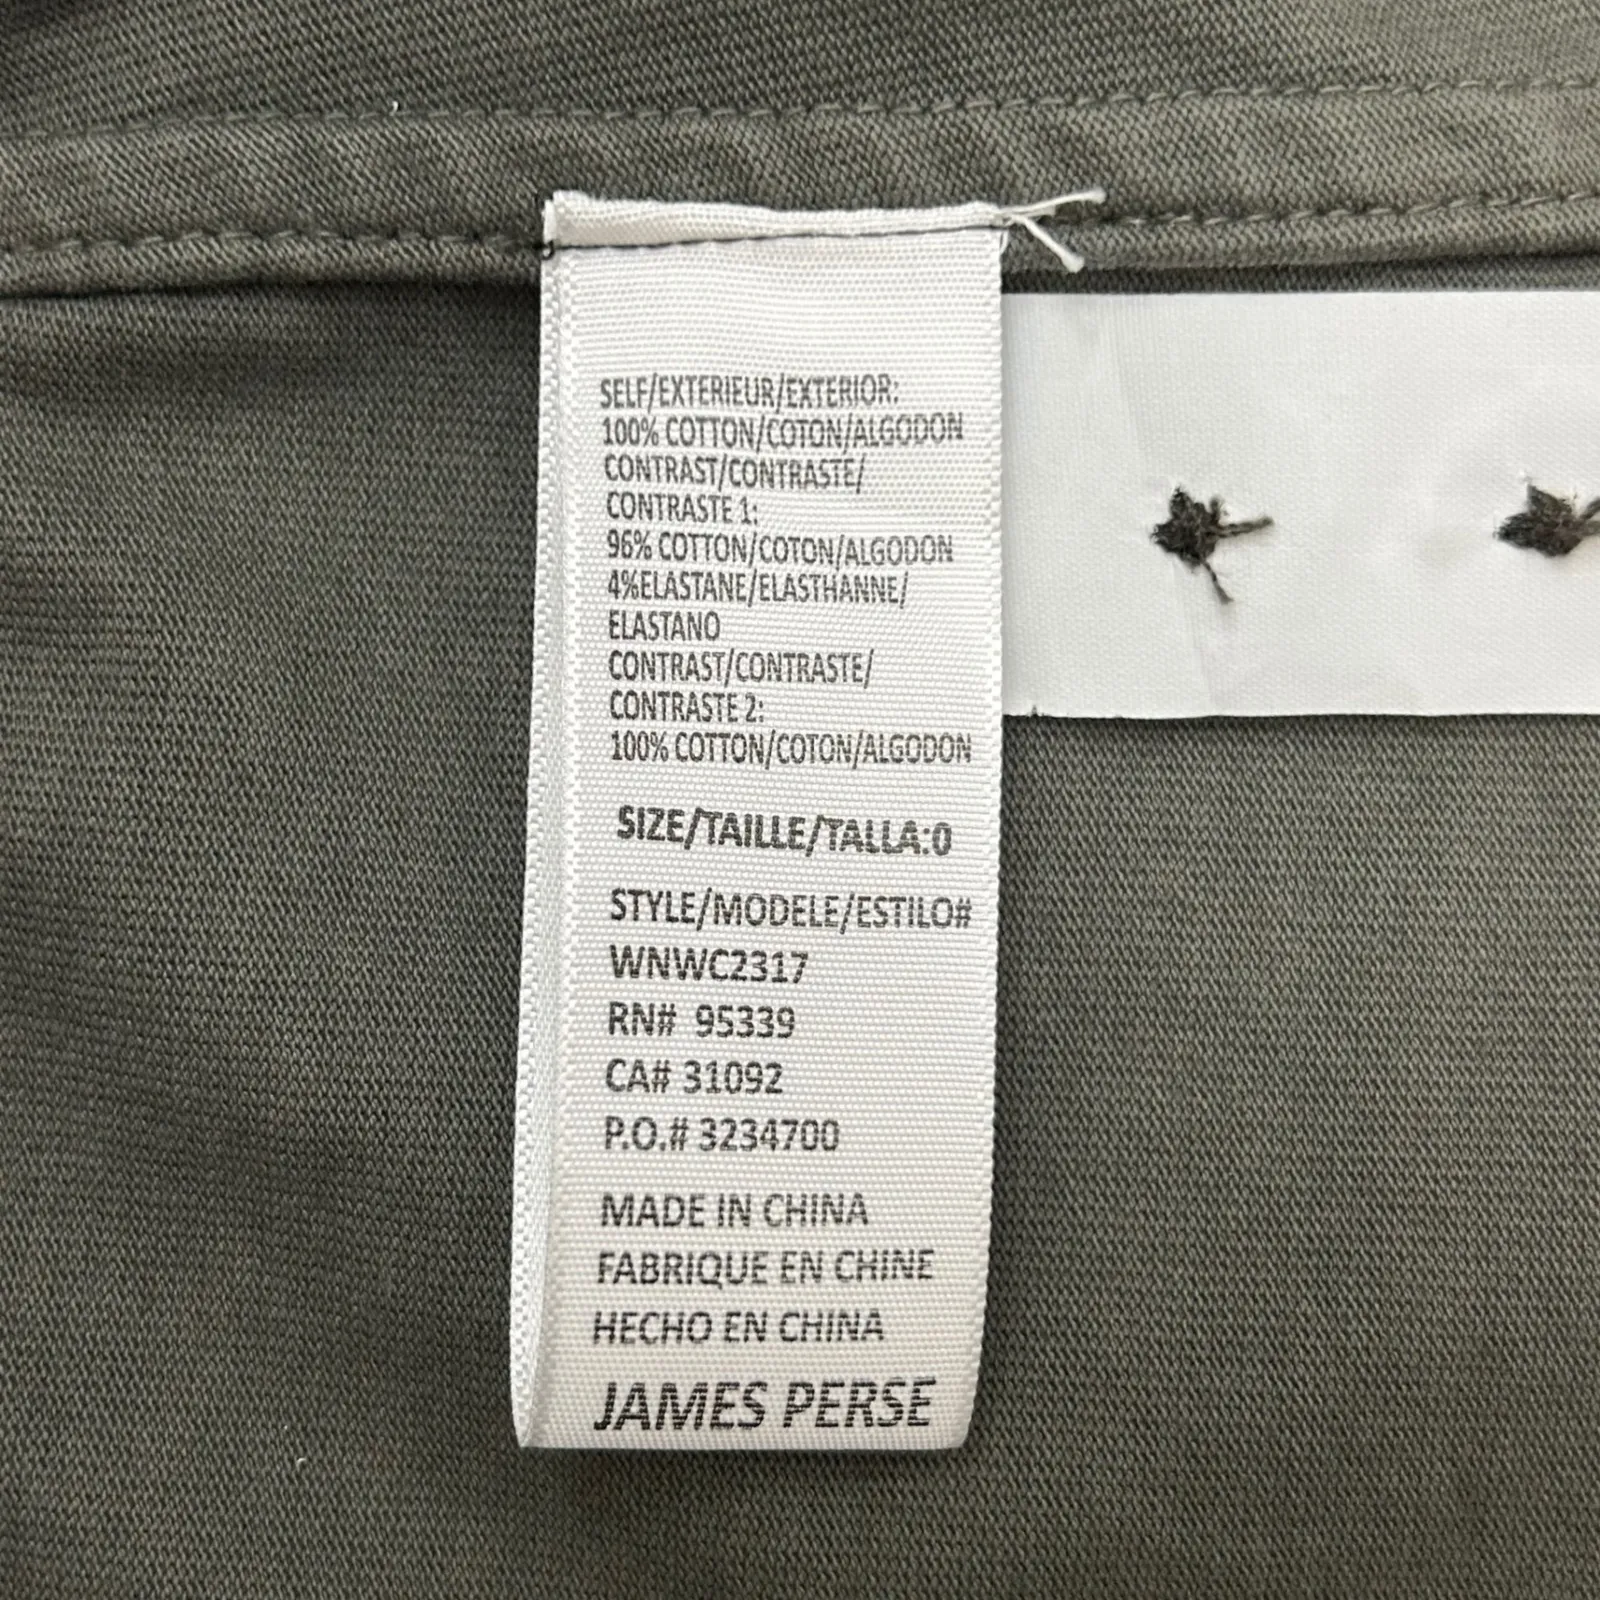 SELF/EXTERIEUR/EXTERIOR:
100% COTTON/COTON/ALGODON
CONTRAST/CONTRASTE/
CONTRASTE 1:
96% COTTON/COTON/ALGODON
4%ELASTANE/ELASTHANNE/
ELASTANO
CONTRAST/CONTRASTE/
CONTRASTE 2:
100% COTTON/COTON/ALGODON
SIZE/TAILLE/TALLA:0
STYLE/MODELE/ESTILO#
WNWC2317
RN# 95339
CA# 31092
P.O.# 3234700
MADE IN CHINA
FABRIQUE EN CHINE
HECHO EN CHINA
JAMES PERSE